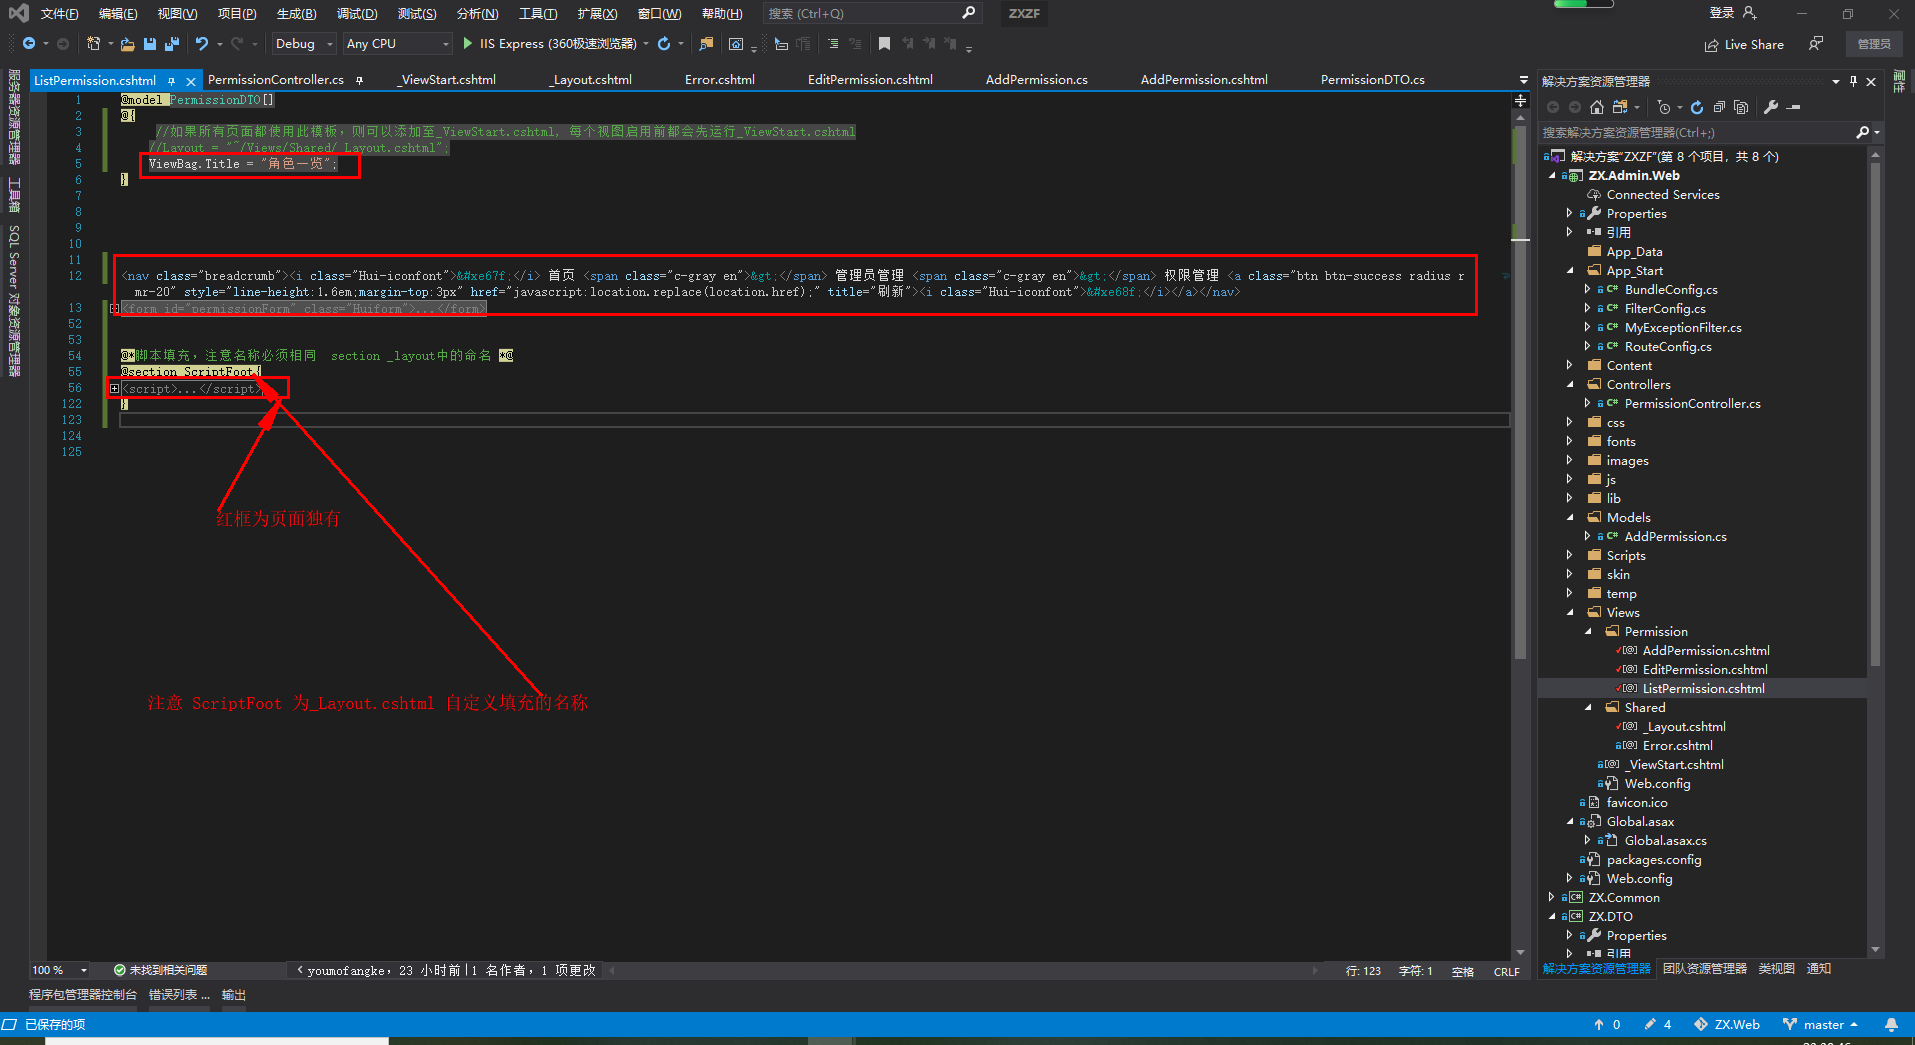 文件(F) 编辑(E) 视图(V) 项目(P) 生成(B) 调试(D) 测试(S) 分析(N) 工具(T) 扩展(X) 窗口(W) 帮助(H) 搜索 (Ctrl+Q) ZXZF 登录
Debug Any CPU IIS Express (360极速浏览器) Live Share 管理员
服务器资源管理器
工具箱
SQL Server 对象资源管理器
ListPermission.cshtml PermissionController.cs _ViewStart.cshtml _Layout.cshtml Error.cshtml EditPermission.cshtml AddPermission.cs AddPermission.cshtml PermissionDTO.cs
1 @model PermissionDTO[]
2 @{
3 //如果所有页面都使用此模板，则可以添加至_ViewStart.cshtml, 每个视图启用前都会先运行_ViewStart.cshtml
4 //Layout = "~/Views/Shared/_Layout.cshtml";
5 ViewBag.Title = "角色一览";
6 }
7
8
9
10
11
12 <nav class="breadcrumb"><i class="Hui-iconfont">&#xe67f;</i> 首页 <span class="c-gray en">&gt;</span> 管理员管理 <span class="c-gray en">&gt;</span> 权限管理 <a class="btn btn-success radius r
mr-20" style="line-height:1.6em;margin-top:3px" href="javascript:location.replace(location.href);" title="刷新"><i class="Hui-iconfont">&#xe68f;</i></a></nav>
13 <form id="permissionForm" class="Huiform">...</form>
52
53
54 @*脚本填充，注意名称必须相同 section _layout中的命名 *@
55 @section ScriptFoot{
56 <script>...</script>
122 }
123
124
125
红框为页面独有
注意 ScriptFoot 为_Layout.cshtml 自定义填充的名称
100 % 未找到相关问题 youmofangke，23 小时前 | 1 名作者，1 项更改 行: 123 字符: 1 空格 CRLF
程序包管理器控制台 错误列表 ... 输出
已保存的项 0 4 ZX.Web master
解决方案资源管理器
属性
搜索解决方案资源管理器(Ctrl+;)
解决方案"ZXZF"(第 8 个项目，共 8 个)
ZX.Admin.Web
Connected Services
Properties
引用
App_Data
App_Start
BundleConfig.cs
FilterConfig.cs
MyExceptionFilter.cs
RouteConfig.cs
Content
Controllers
PermissionController.cs
css
fonts
images
js
lib
Models
AddPermission.cs
Scripts
skin
temp
Views
Permission
AddPermission.cshtml
EditPermission.cshtml
ListPermission.cshtml
Shared
_Layout.cshtml
Error.cshtml
_ViewStart.cshtml
Web.config
favicon.ico
Global.asax
Global.asax.cs
packages.config
Web.config
ZX.Common
ZX.DTO
Properties
引用
解决方案资源管理器 团队资源管理器 类视图 通知